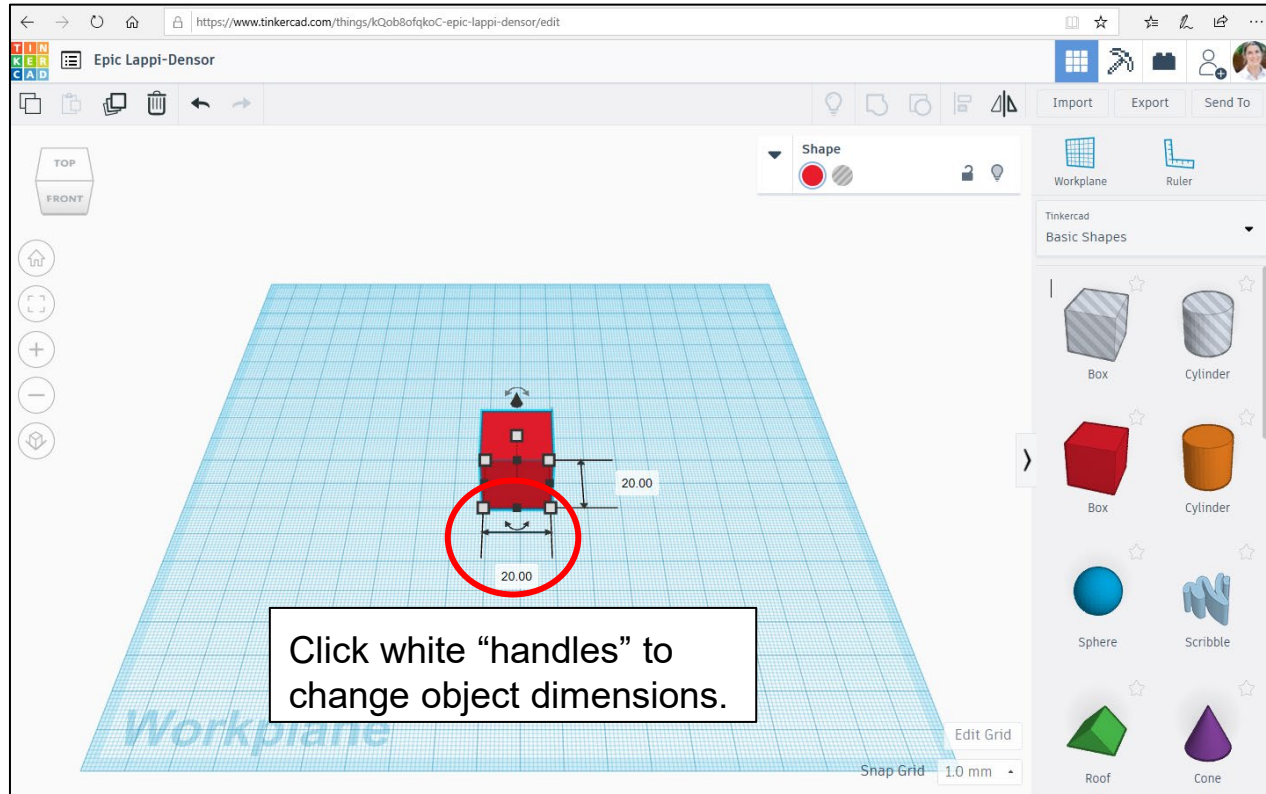 https://www.tinkercad.com/things/kQob8ofqkoC-epic-lappi-densor/edit
TIN
KER
CAD
Epic Lappi-Densor
Import Export Send To
TOP
FRONT
Shape
Workplane Ruler
Tinkercad
Basic Shapes
Box Cylinder
20.00
Box Cylinder
20.00
Sphere Scribble
Click white “handles” to
change object dimensions.
Workplane
Edit Grid
Snap Grid 1.0 mm
Roof Cone